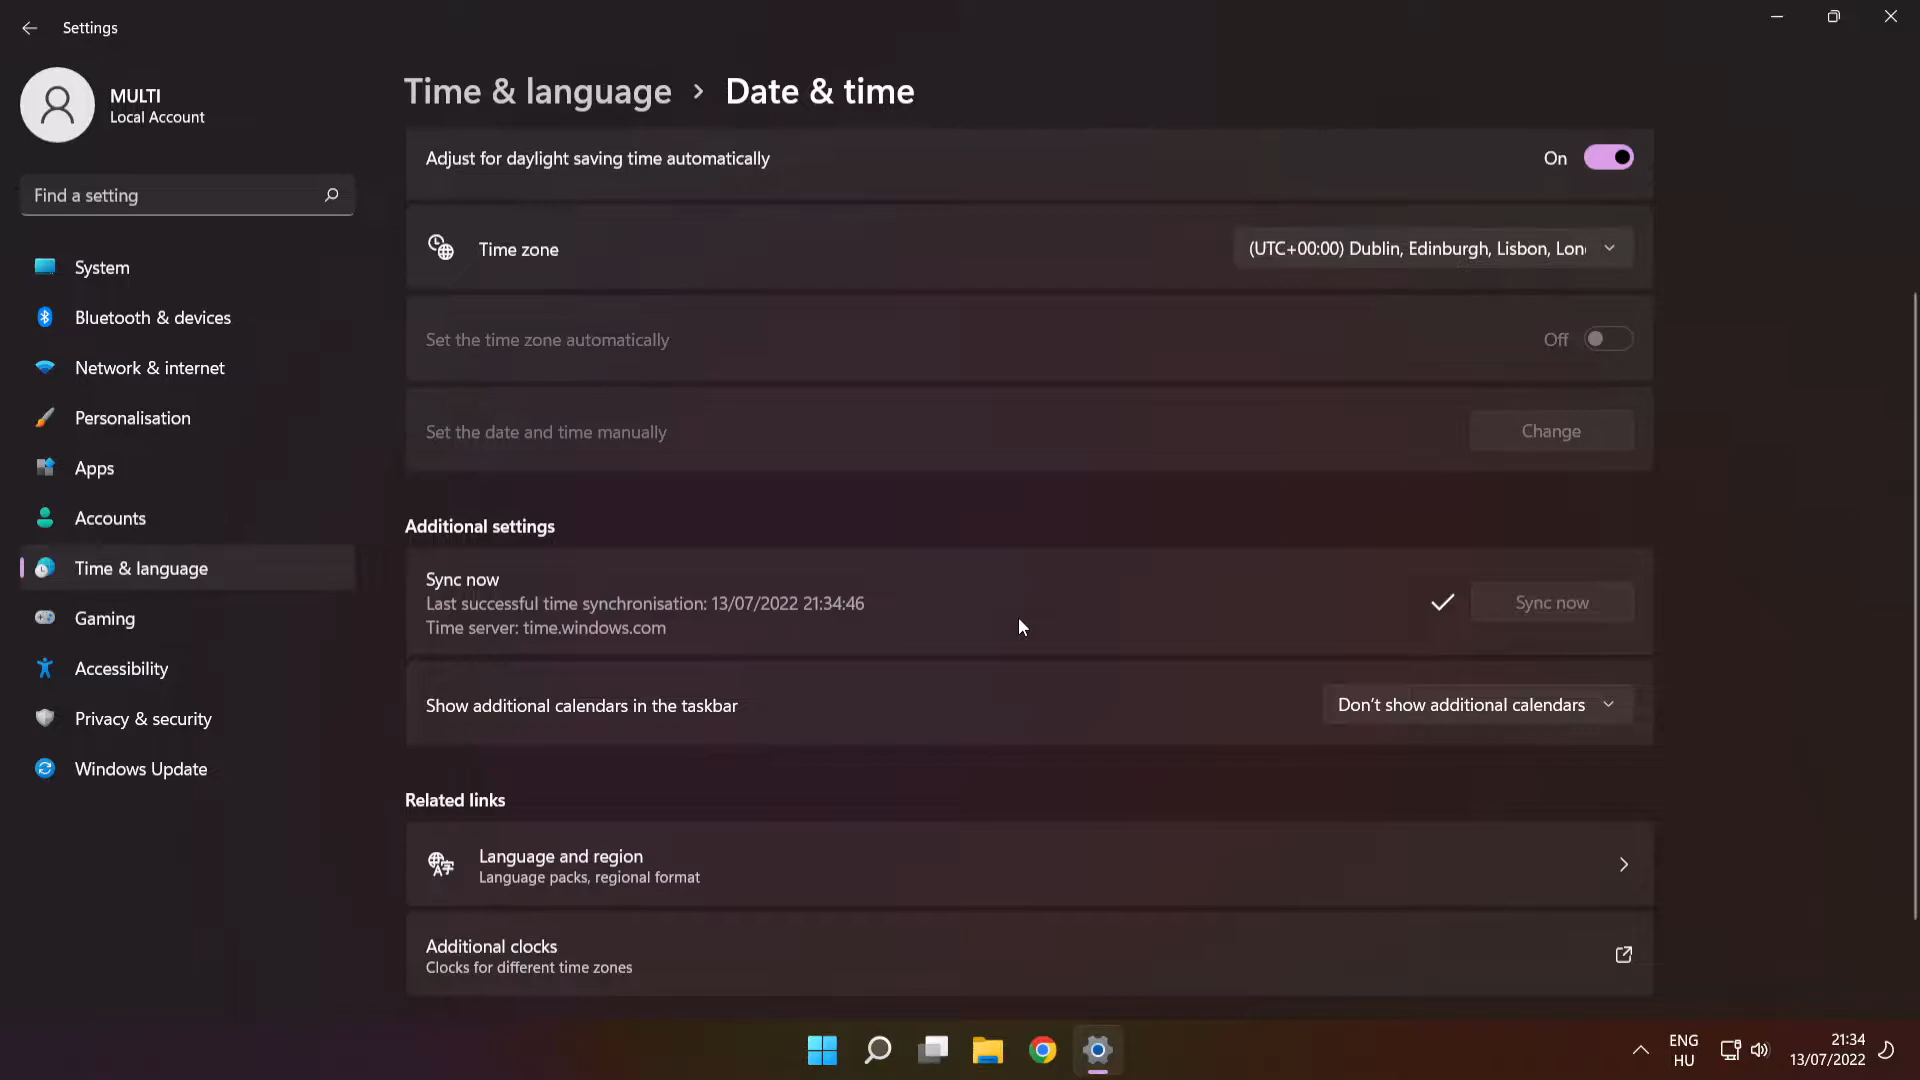 Settings
MULTI
Local Account
Find a setting
System
Bluetooth & devices
Network & internet
Personalisation
Apps
Accounts
Time & language
Gaming
Accessibility
Privacy & security
Windows Update
Time & language > Date & time
Adjust for daylight saving time automatically
On
Time zone
(UTC+00:00) Dublin, Edinburgh, Lisbon, Lon
Set the time zone automatically
Off
Set the date and time manually
Change
Additional settings
Sync now
Last successful time synchronisation: 13/07/2022 21:34:46
Time server: time.windows.com
Sync now
Show additional calendars in the taskbar
Don't show additional calendars
Related links
Language and region
Language packs, regional format
Additional clocks
Clocks for different time zones
ENG
HU
21:34
13/07/2022